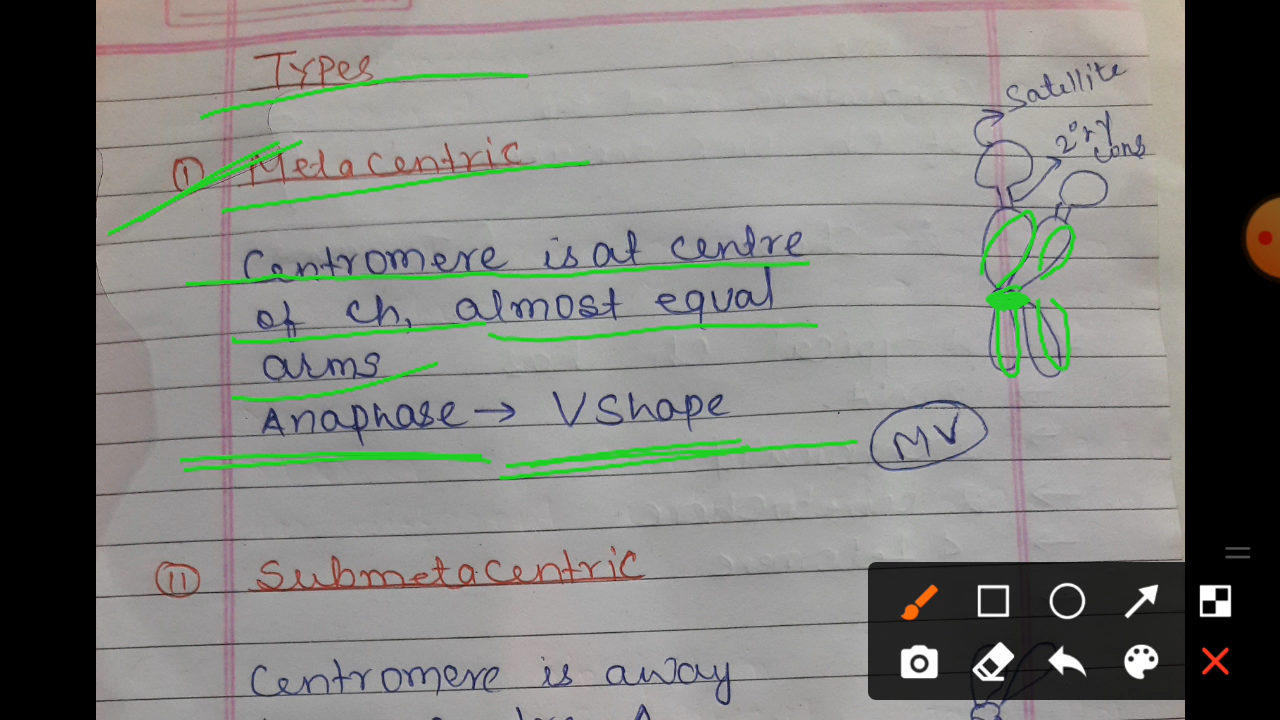 Types
(i) Metacentric
Centromere is at centre
of ch, almost equal
arms
Anaphase → V Shape
MV
Satellite
2°ry
cons
(ii) Submetacentric
Centromere is away